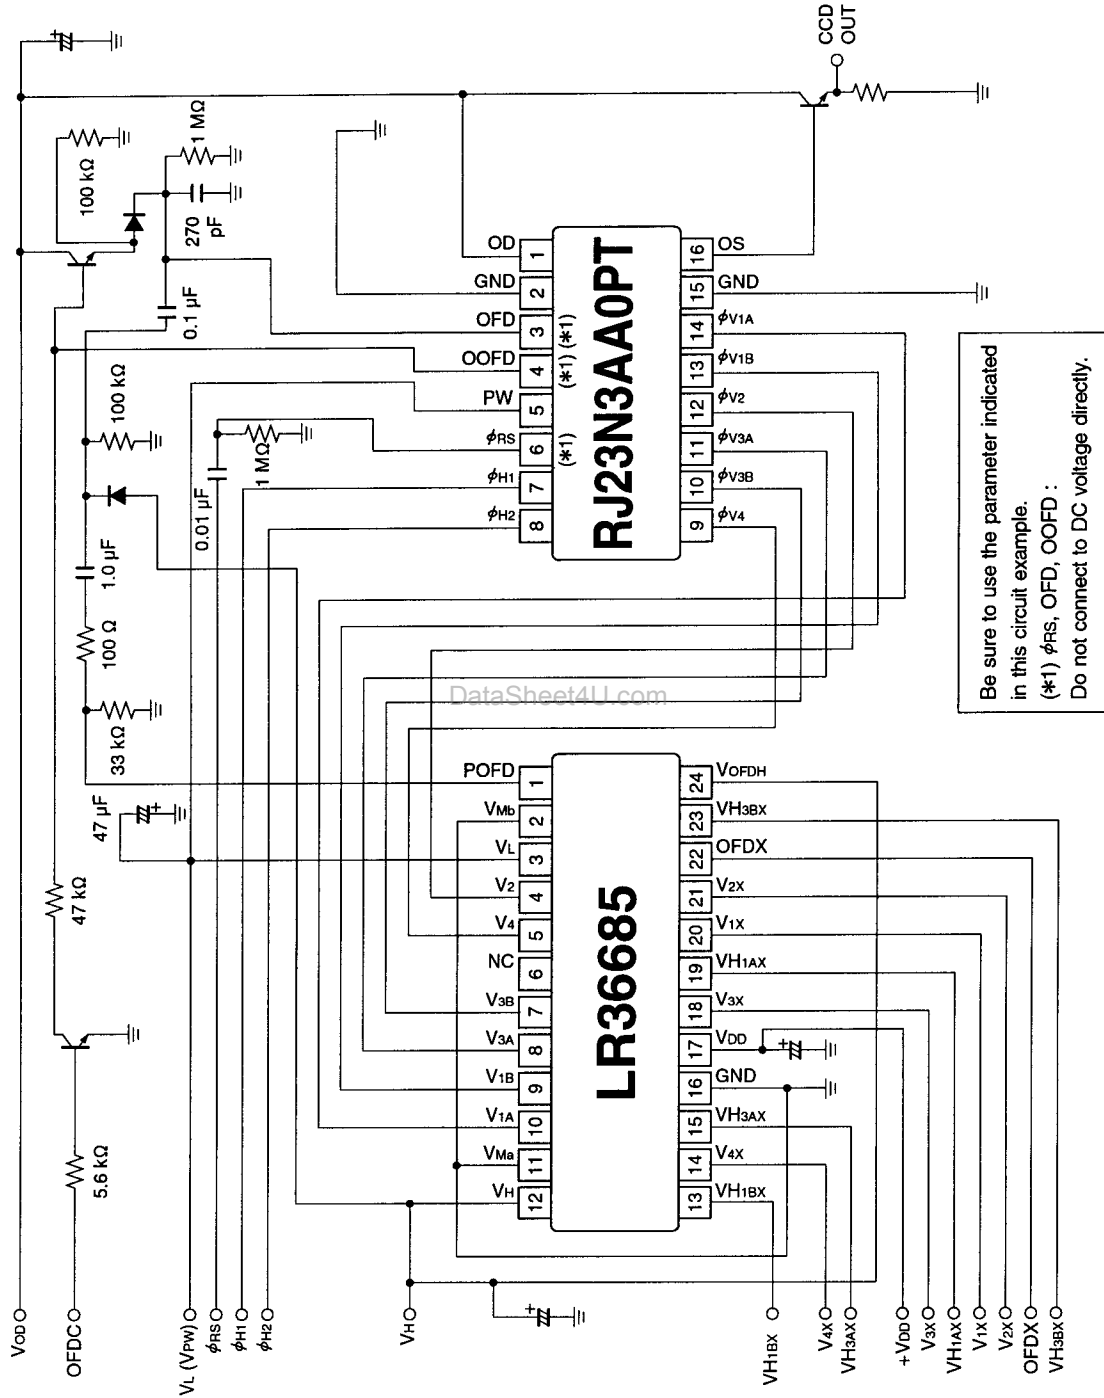 CCD
OUT
+
100 kΩ
1 MΩ
270
pF
0.1 µF
100 kΩ
0.01 µF
1 MΩ
1.0 µF
100 Ω
33 kΩ
47 µF
+
47 kΩ
5.6 kΩ
RJ23N3AA0PT
OD 1
GND 2
OFD 3 (*1)
OOFD 4 (*1)
PW 5
ϕRS 6 (*1)
ϕH1 7
ϕH2 8
16 OS
15 GND
14 ϕV1A
13 ϕV1B
12 ϕV2
11 ϕV3A
10 ϕV3B
9 ϕV4
DataSheet4U.com
LR36685
POFD 1
VMb 2
VL 3
V2 4
V4 5
NC 6
V3B 7
V3A 8
V1B 9
V1A 10
VMa 11
VH 12
24 VOFDH
23 VH3BX
22 OFDX
21 V2X
20 V1X
19 VH1AX
18 V3X
17 VDD
16 GND
15 VH3AX
14 V4X
13 VH1BX
+
+
VOD
OFDC
VL (VPW)
ϕRS
ϕH1
ϕH2
VH
VH1BX
V4X
VH3AX
+VDD
V3X
VH1AX
V1X
V2X
OFDX
VH3BX
Be sure to use the parameter indicated
in this circuit example.
(*1) ϕRS, OFD, OOFD :
Do not connect to DC voltage directly.